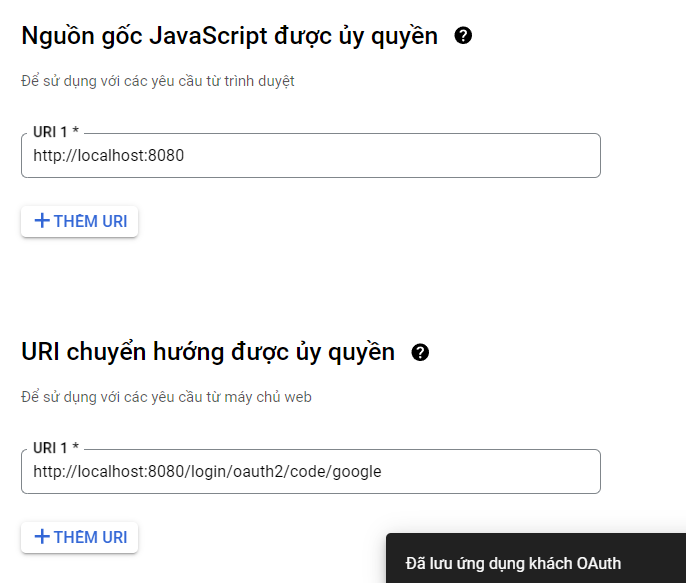 Nguồn gốc JavaScript được ủy quyền ?
Để sử dụng với các yêu cầu từ trình duyệt
URI 1 *
http://localhost:8080
+ THÊM URI
URI chuyển hướng được ủy quyền ?
Để sử dụng với các yêu cầu từ máy chủ web
URI 1 *
http://localhost:8080/login/oauth2/code/google
+ THÊM URI
Đã lưu ứng dụng khách OAuth